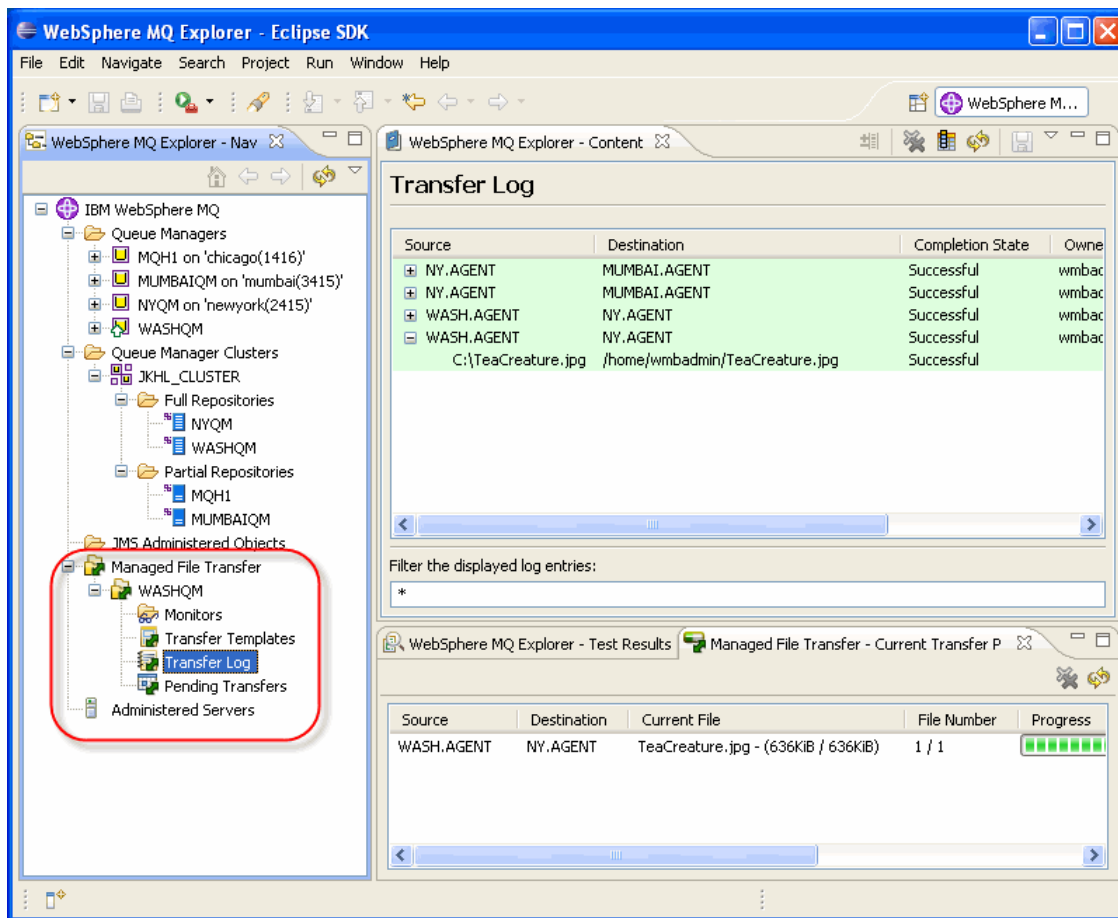 WebSphere MQ Explorer - Eclipse SDK
File Edit Navigate Search Project Run Window Help
WebSphere M...
WebSphere MQ Explorer - Nav
IBM WebSphere MQ
Queue Managers
MQH1 on 'chicago(1416)'
MUMBAIQM on 'mumbai(3415)'
NYQM on 'newyork(2415)'
WASHQM
Queue Manager Clusters
JKHL_CLUSTER
Full Repositories
NYQM
WASHQM
Partial Repositories
MQH1
MUMBAIQM
JMS Administered Objects
Managed File Transfer
WASHQM
Monitors
Transfer Templates
Transfer Log
Pending Transfers
Administered Servers
WebSphere MQ Explorer - Content
Transfer Log
Source Destination Completion State Owne
NY.AGENT MUMBAI.AGENT Successful wmbac
NY.AGENT MUMBAI.AGENT Successful wmbac
WASH.AGENT NY.AGENT Successful wmbac
WASH.AGENT NY.AGENT Successful wmbac
C:\TeaCreature.jpg /home/wmbadmin/TeaCreature.jpg Successful
Filter the displayed log entries:
*
WebSphere MQ Explorer - Test Results Managed File Transfer - Current Transfer P
Source Destination Current File File Number Progress
WASH.AGENT NY.AGENT TeaCreature.jpg - (636KiB / 636KiB) 1 / 1